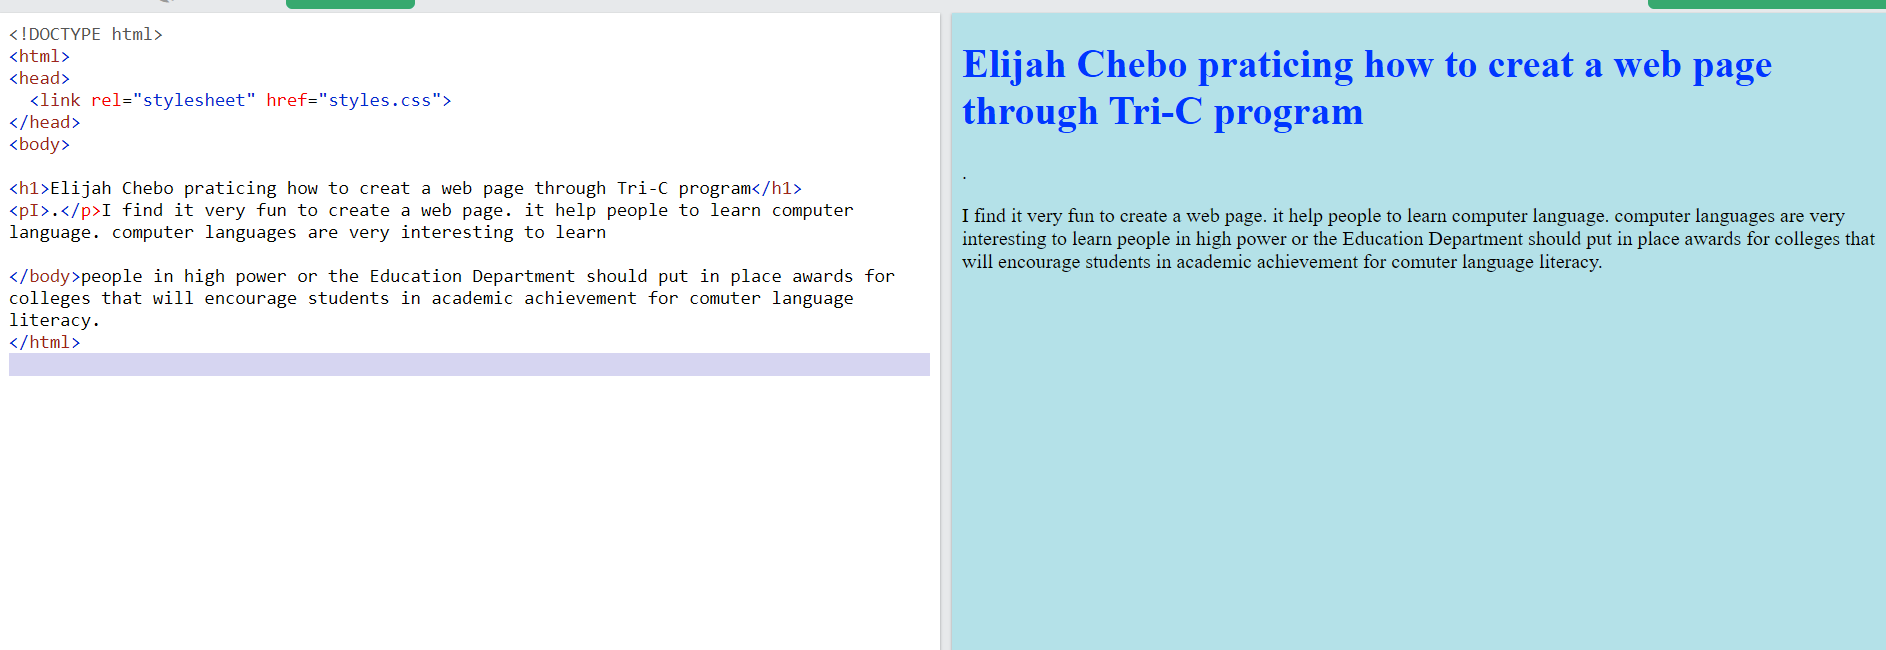 <!DOCTYPE html>
<html>
<head>
  <link rel="stylesheet" href="styles.css">
</head>
<body>
<h1>Elijah Chebo praticing how to creat a web page through Tri-C program</h1>
<pI>.</p>I find it very fun to create a web page. it help people to learn computer
language. computer languages are very interesting to learn
</body>people in high power or the Education Department should put in place awards for
colleges that will encourage students in academic achievement for comuter language
literacy.
</html>
Elijah Chebo praticing how to creat a web page
through Tri-C program
.
I find it very fun to create a web page. it help people to learn computer language. computer languages are very
interesting to learn people in high power or the Education Department should put in place awards for colleges that
will encourage students in academic achievement for comuter language literacy.